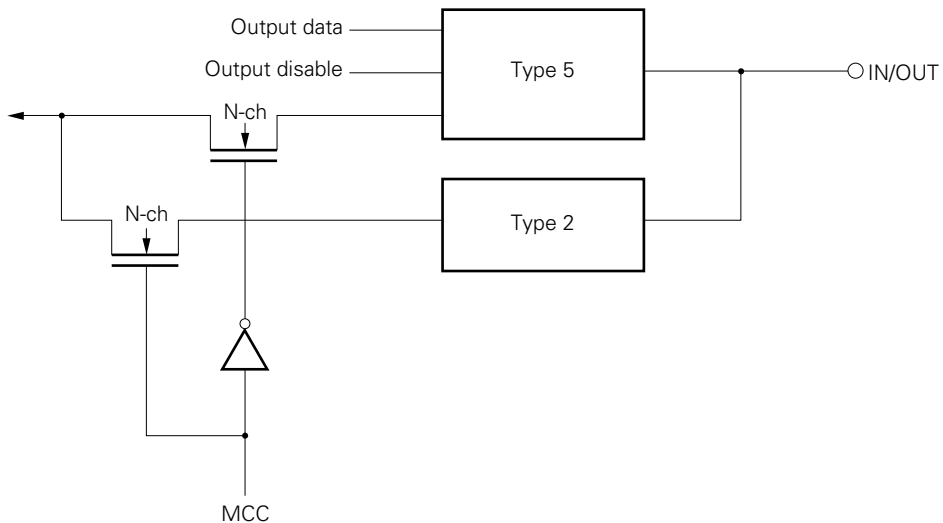 Output data
Output disable
Type 5
IN/OUT
N-ch
N-ch
Type 2
MCC